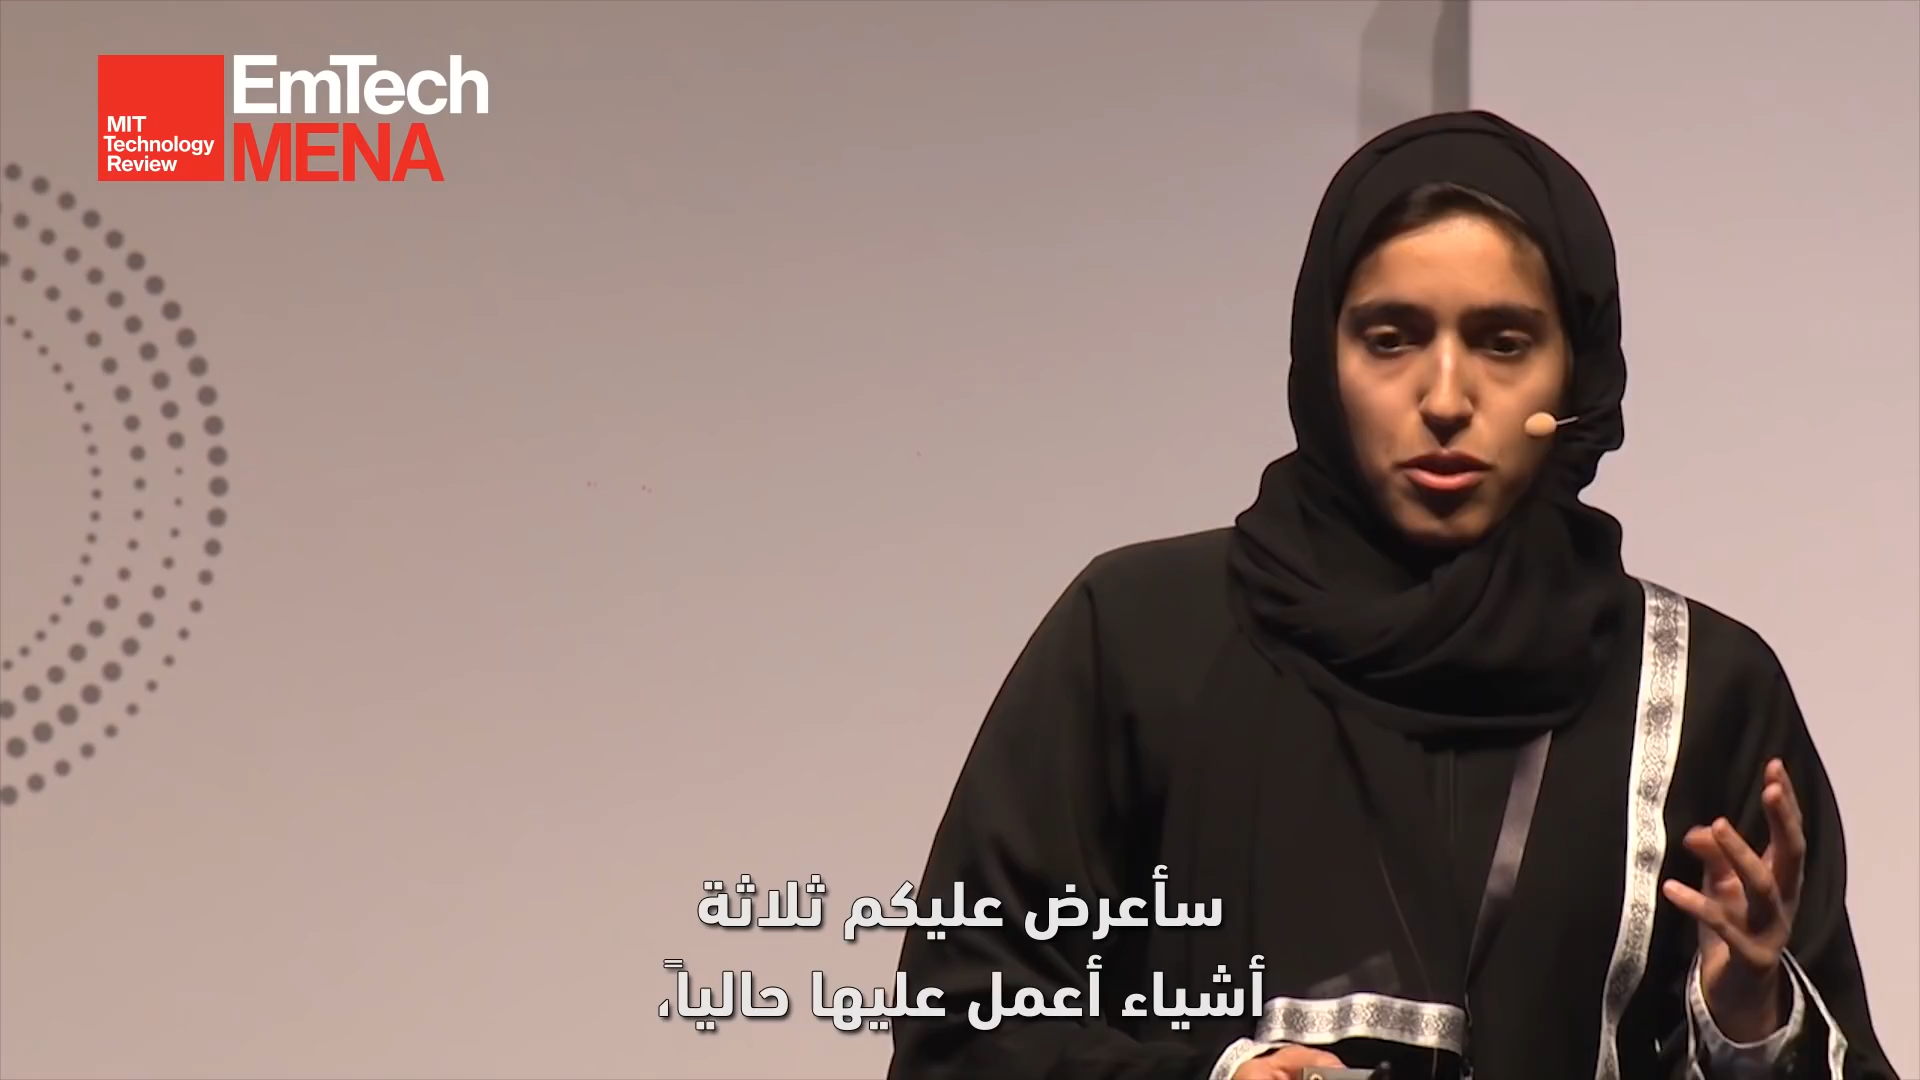 MIT
Technology
Review
EmTech
MENA
سأعرض عليكم ثلاثة
أشياء أعمل عليها حالياً،